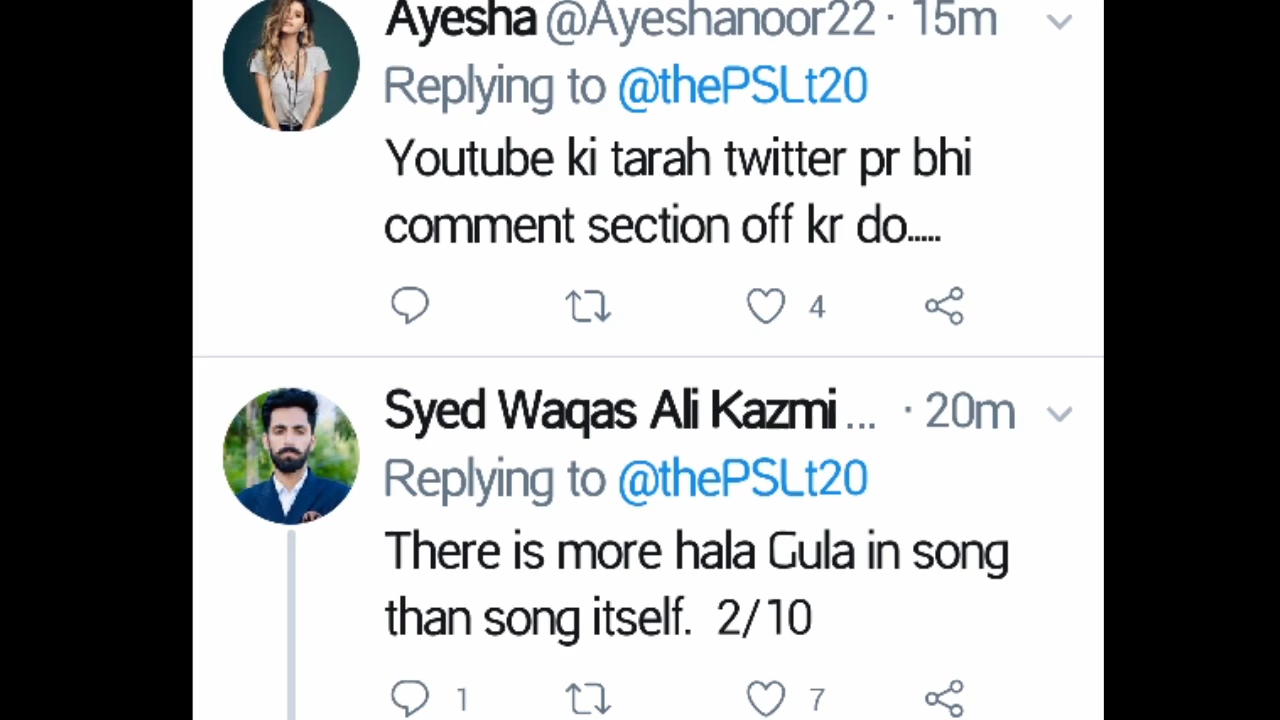 Ayesha @Ayeshanoor22 · 15m
Replying to @thePSLt20
Youtube ki tarah twitter pr bhi
comment section off kr do.....
4
Syed Waqas Ali Kazmi ... · 20m
Replying to @thePSLt20
There is more hala Gula in song
than song itself. 2/10
1 7